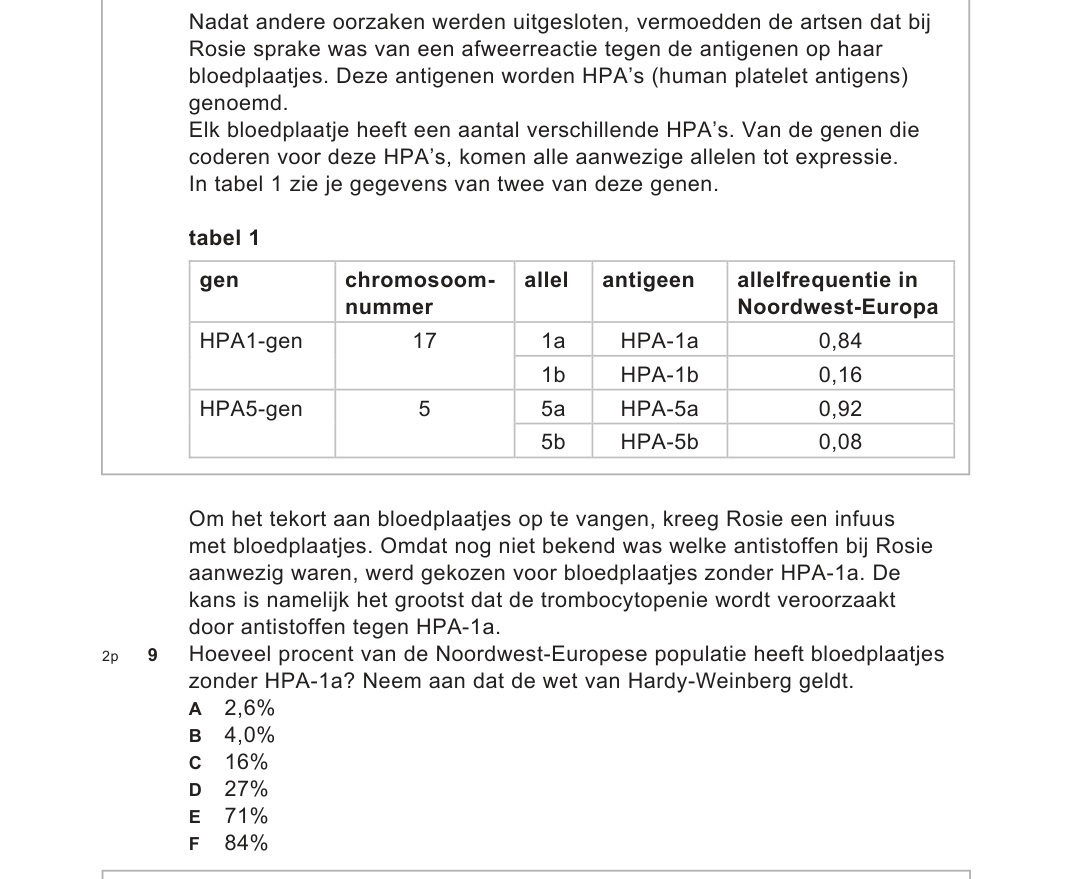 Nadat andere oorzaken werden uitgesloten, vermoedden de artsen dat bij
Rosie sprake was van een afweerreactie tegen de antigenen op haar
bloedplaatjes. Deze antigenen worden HPA's (human platelet antigens)
genoemd.
Elk bloedplaatje heeft een aantal verschillende HPA's. Van de genen die
coderen voor deze HPA's, komen alle aanwezige allelen tot expressie.
In tabel 1 zie je gegevens van twee van deze genen.
tabel 1
gen chromosoom- allel antigeen allelfrequentie in
nummer Noordwest-Europa
HPA1-gen 17 1a HPA-1a 0,84
1b HPA-1b 0,16
HPA5-gen 5 5a HPA-5a 0,92
5b HPA-5b 0,08
Om het tekort aan bloedplaatjes op te vangen, kreeg Rosie een infuus
met bloedplaatjes. Omdat nog niet bekend was welke antistoffen bij Rosie
aanwezig waren, werd gekozen voor bloedplaatjes zonder HPA-1a. De
kans is namelijk het grootst dat de trombocytopenie wordt veroorzaakt
door antistoffen tegen HPA-1a.
2p 9 Hoeveel procent van de Noordwest-Europese populatie heeft bloedplaatjes
zonder HPA-1a? Neem aan dat de wet van Hardy-Weinberg geldt.
A 2,6%
B 4,0%
C 16%
D 27%
E 71%
F 84%